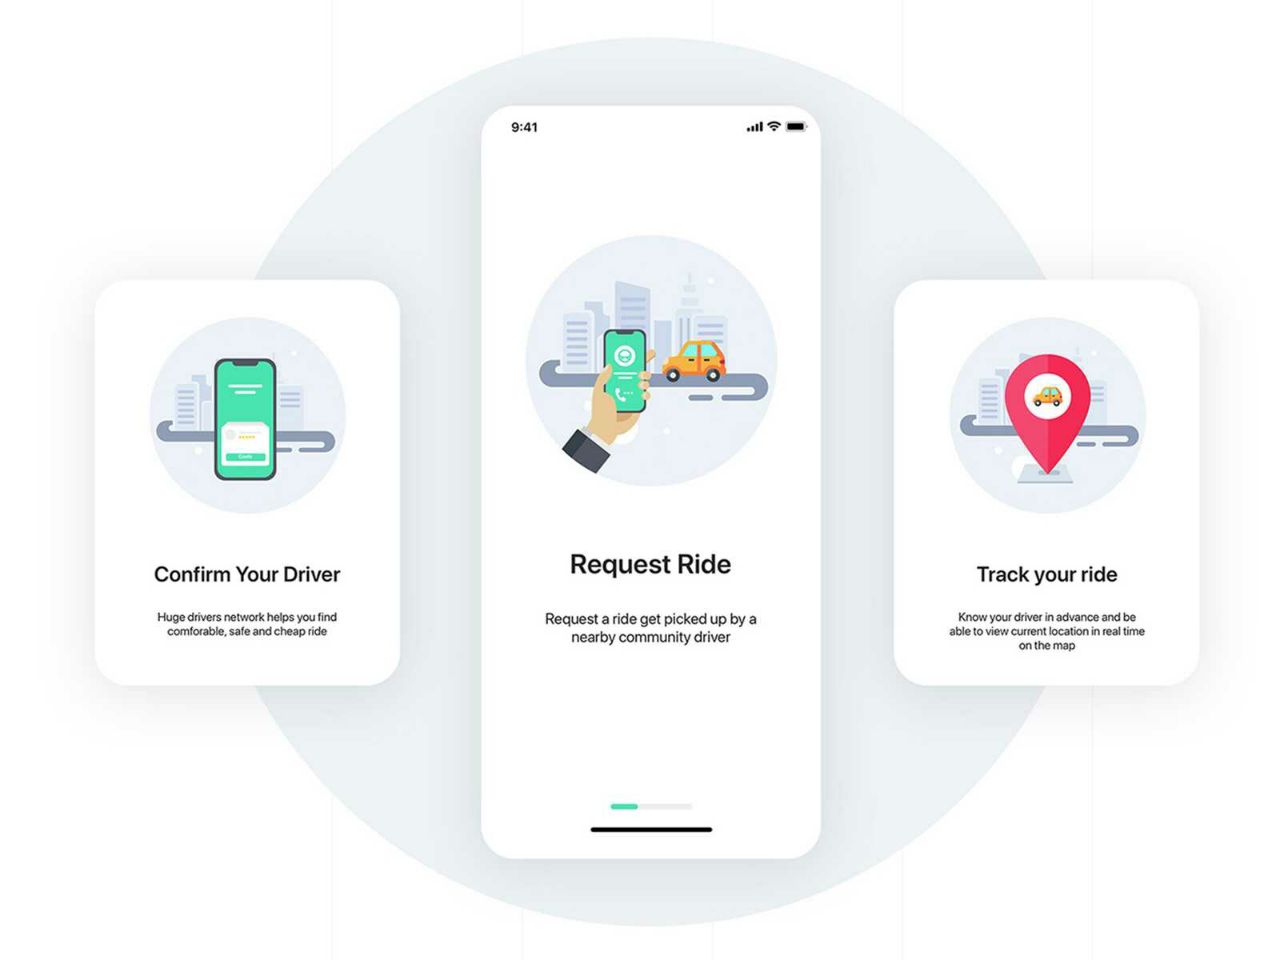 9:41
Confirm Your Driver
Huge drivers network helps you find
comforable, safe and cheap ride
Request Ride
Request a ride get picked up by a
nearby community driver
Track your ride
Know your driver in advance and be
able to view current location in real time
on the map